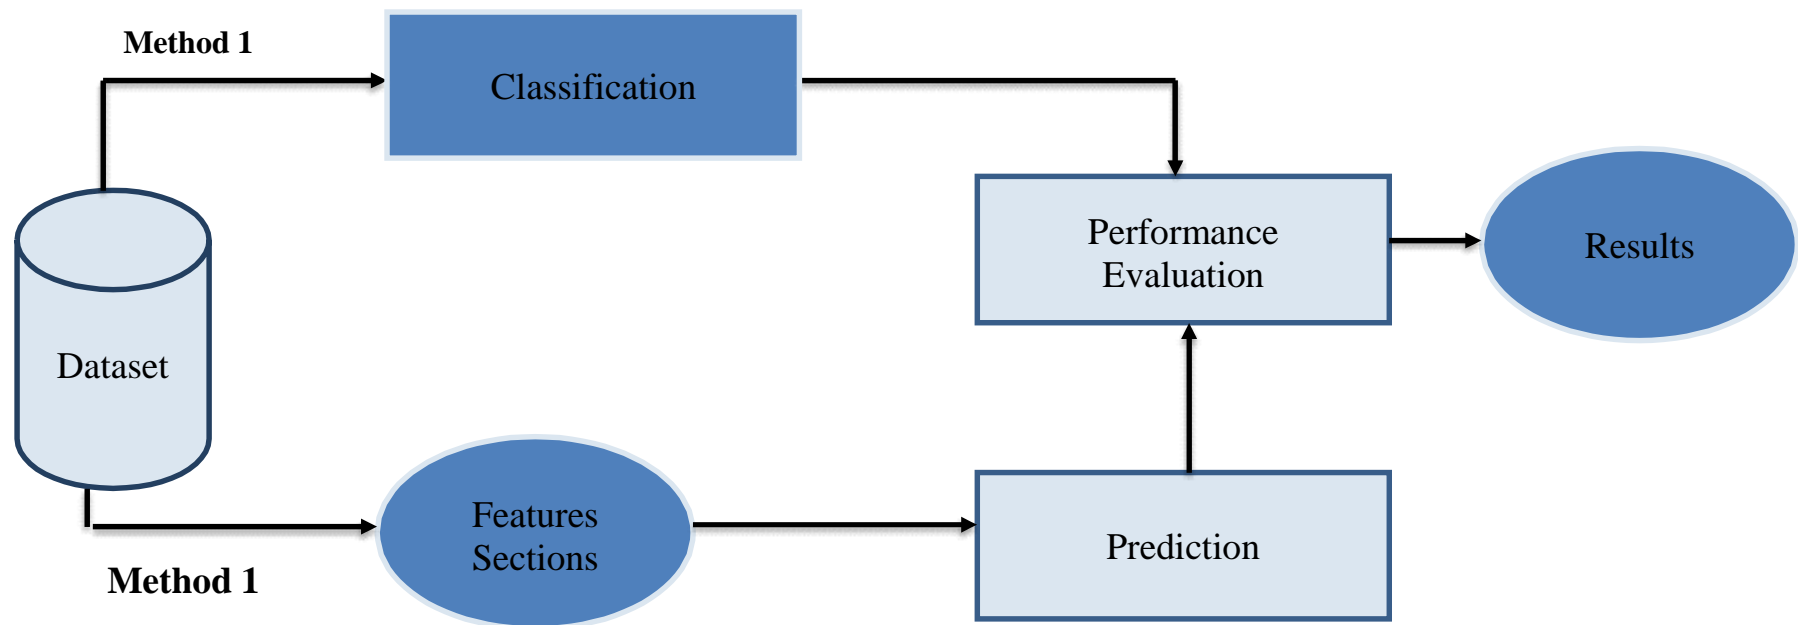 Method 1
Classification
Performance
Evaluation
Results
Dataset
Features
Sections
Prediction
Method 1